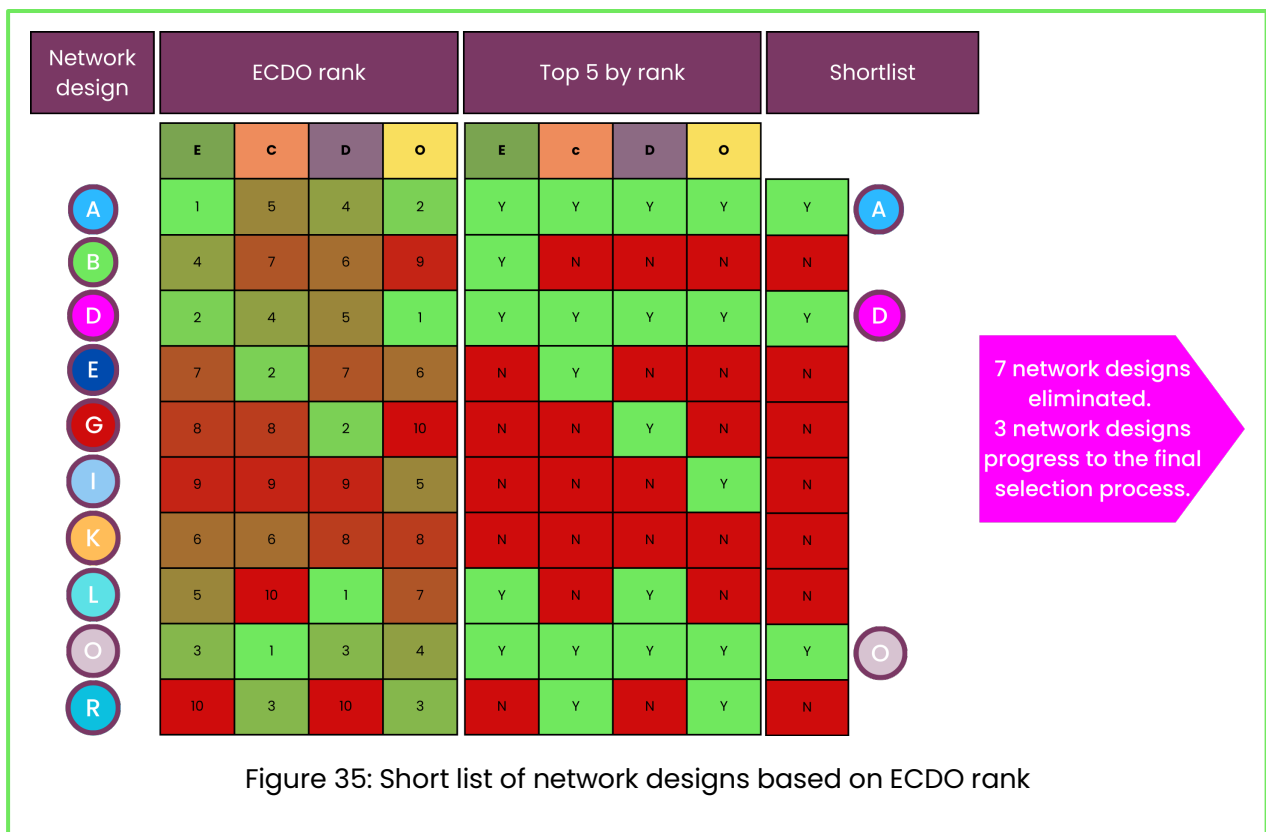 Network design ECDO rank Top 5 by rank Shortlist
E C D O E c D O
A 1 5 4 2 Y Y Y Y Y A
B 4 7 6 9 Y N N N N
D 2 4 5 1 Y Y Y Y Y D
E 7 2 7 6 N Y N N N
G 8 8 2 10 N N Y N N
I 9 9 9 5 N N N Y N
K 6 6 8 8 N N N N N
L 5 10 1 7 Y N Y N N
O 3 1 3 4 Y Y Y Y Y O
R 10 3 10 3 N Y N Y N
7 network designs
eliminated.
3 network designs
progress to the final
selection process.
Figure 35: Short list of network designs based on ECDO rank